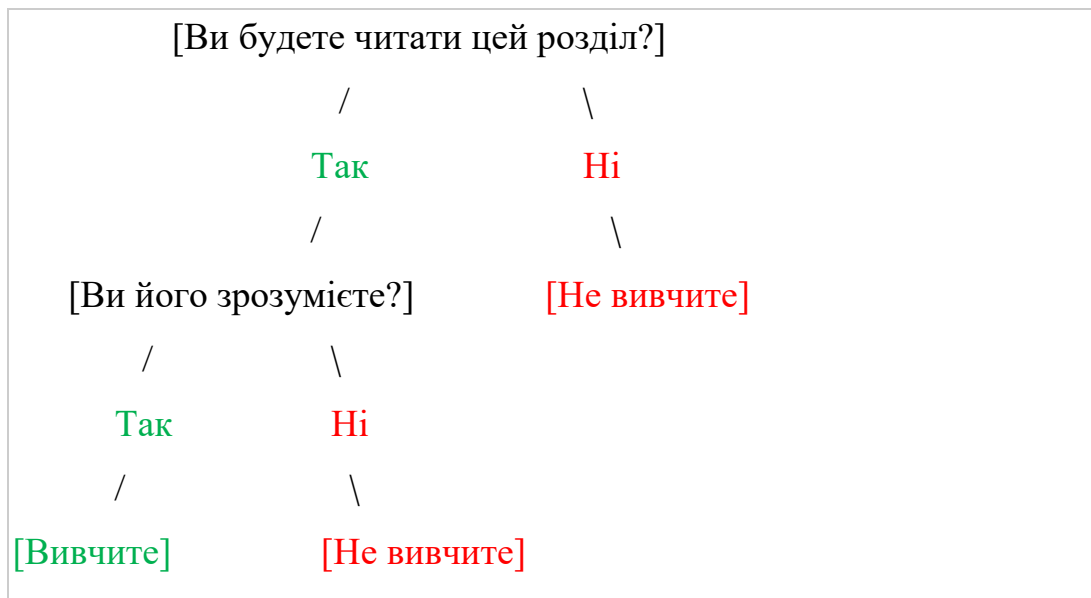 [Ви будете читати цей розділ?]
/ \
Так Ні
/ \
[Ви його зрозумієте?] [Не вивчите]
/ \
Так Ні
/ \
[Вивчите] [Не вивчите]